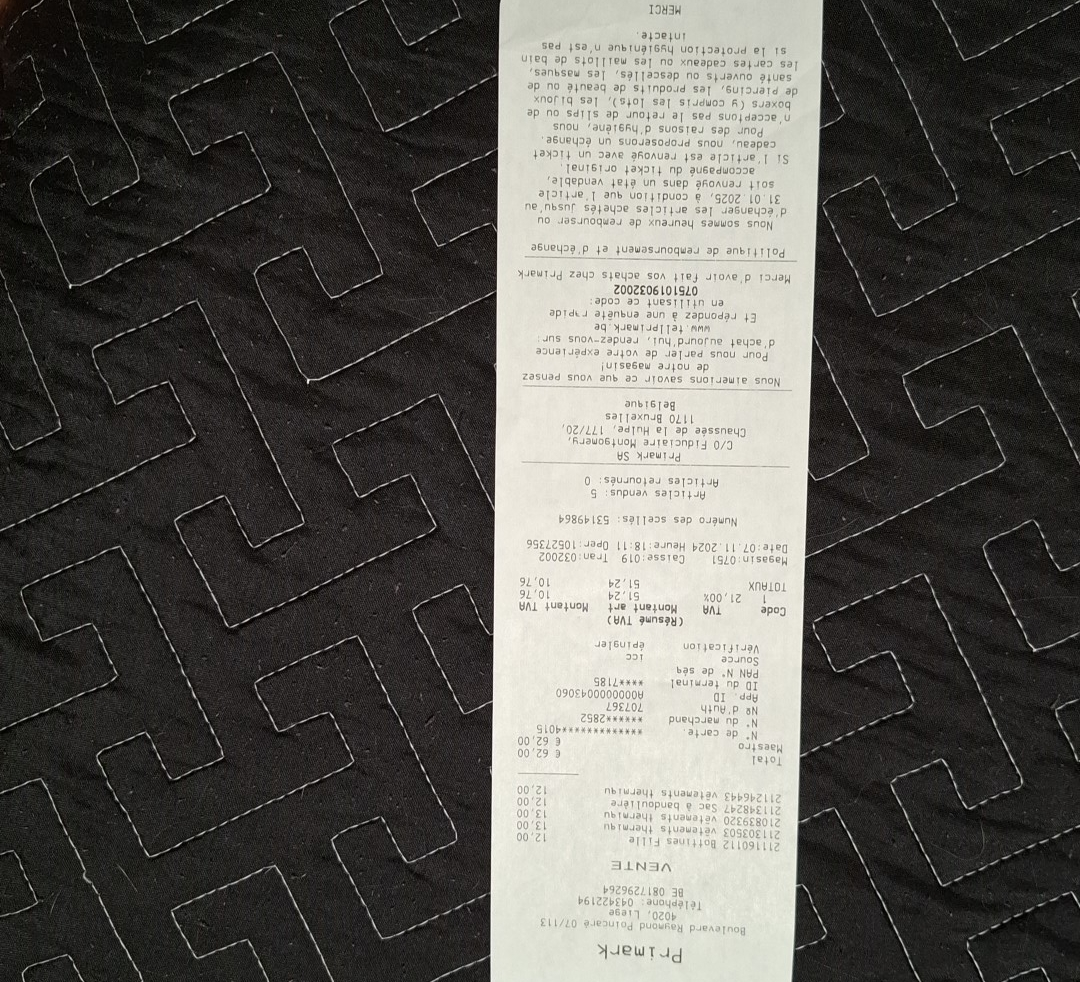 Primark
Boulevard Raymond Poincaré 07/113
4020, Liege
Téléphone: 043422194
BE 0817296264
VENTE
211160112 Bottines Fille 12,00
211303503 vêtements thermiqu 13,00
210839320 vêtements thermiqu 13,00
211348247 Sac à bandoulière 12,00
211246443 vêtements thermiqu 12,00
Total € 62,00
Maestro € 62,00
N° de carte. ***************4015
N° du marchand ******2852
NR d'Auth 707367
App. ID A0000000043060
ID du terminal ****7185
PAN N° de seq
Source icc
Vérification épingler
(Résumé TVA)
Code TVA Montant art Montant TVA
1 21,00% 51,24 10,76
TOTAUX 51,24 10,76
Magasin:0751 Caisse:019 Tran:032002
Date:07.11.2024 Heure:18:11 Oper:10527356
Numéro des scellés: 53149864
Articles vendus: 5
Articles retournés: 0
Primark SA
C/O Fiduciaire Montgomery,
Chaussée de la Hulpe, 177/20,
1170 Bruxelles
Belgique
Nous aimerions savoir ce que vous pensez
de notre magasin!
Pour nous parler de votre expérience
d'achat aujourd'hui, rendez-vous sur:
www.tellprimark.be
Et répondez à une enquête rapide
en utilisant ce code:
0751019032002
Merci d'avoir fait vos achats chez Primark
Politique de remboursement et d'échange
Nous sommes heureux de rembourser ou
d'échanger les articles achetés jusqu'au
31.01.2025, à condition que l'article
soit renvoyé dans un état vendable,
accompagné du ticket original.
Si l'article est renvoyé avec un ticket
cadeau, nous proposerons un échange.
Pour des raisons d'hygiène, nous
n'acceptons pas le retour de slips ou de
boxers (y compris les lots), les bijoux
de piercing, les produits de beauté ou de
santé ouverts ou descellés, les masques,
les cartes cadeaux ou les maillots de bain
si la protection hygiénique n'est pas
intacte.
MERCI